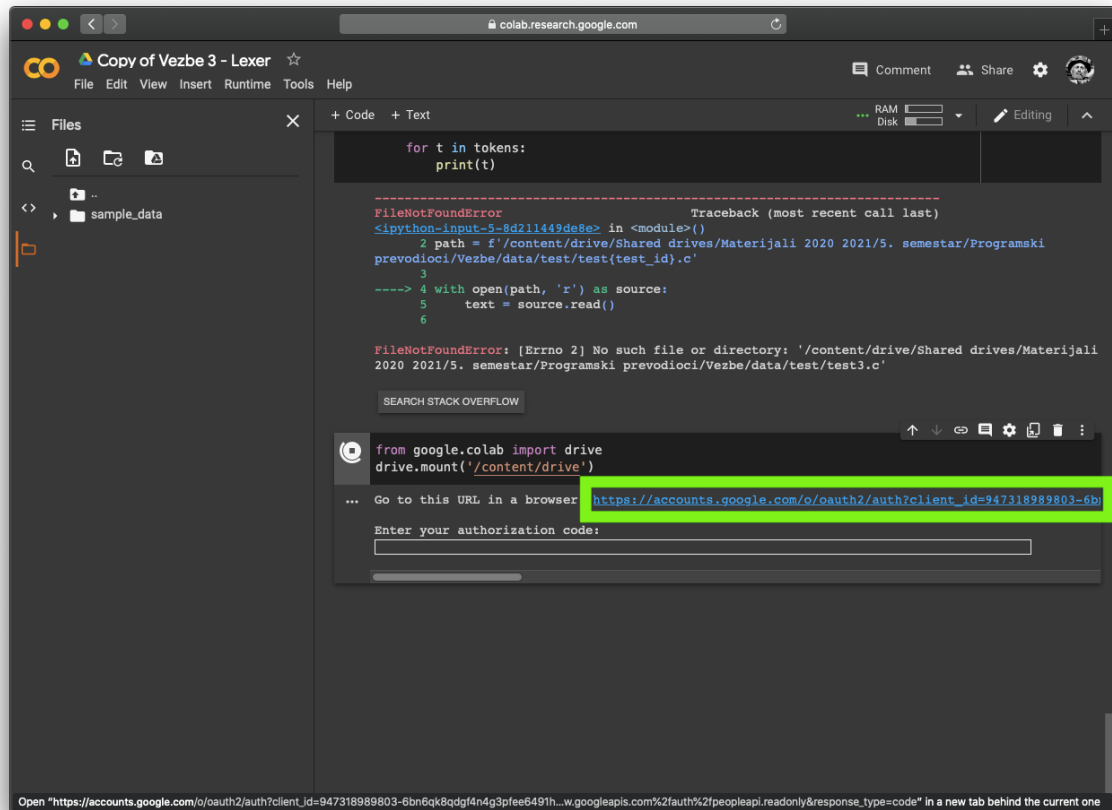 colab.research.google.com
CO
Copy of Vezbe 3 - Lexer
File Edit View Insert Runtime Tools Help
Comment
Share
Files
+ Code + Text
RAM
Disk
Editing
..
sample_data
for t in tokens:
print(t)
---------------------------------------------------------------------------
FileNotFoundError Traceback (most recent call last)
<ipython-input-5-8d211449de8e> in <module>()
2 path = f'/content/drive/Shared drives/Materijali 2020 2021/5. semestar/Programski
prevodioci/Vezbe/data/test/test{test_id}.c'
3
----> 4 with open(path, 'r') as source:
5 text = source.read()
6
FileNotFoundError: [Errno 2] No such file or directory: '/content/drive/Shared drives/Materijali
2020 2021/5. semestar/Programski prevodioci/Vezbe/data/test/test3.c'
SEARCH STACK OVERFLOW
from google.colab import drive
drive.mount('/content/drive')
... Go to this URL in a browser https://accounts.google.com/o/oauth2/auth?client_id=947318989803-6b
Enter your authorization code:
Open "https://accounts.google.com/o/oauth2/auth?client_id=947318989803-6bn6qk8qdgf4n4g3pfee6491h...w.googleapis.com%2fauth%2fpeopleapi.readonly&response_type=code" in a new tab behind the current one